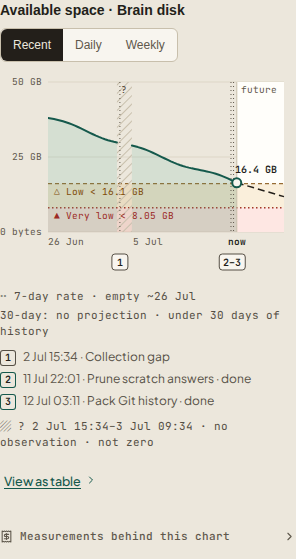 Available space · Brain disk
Recent Daily Weekly
50 GB
? future
25 GB
16.4 GB
△ Low < 16.1 GB
▲ Very low < 8.05 GB
0 bytes
26 Jun 5 Jul now
1 2–3
·· 7-day rate · empty ~26 Jul
30-day: no projection · under 30 days of
history
1 2 Jul 15:34 · Collection gap
2 11 Jul 22:01 · Prune scratch answers · done
3 12 Jul 03:11 · Pack Git history · done
? 2 Jul 15:34–3 Jul 09:34 · no
observation · not zero
View as table >
Measurements behind this chart >